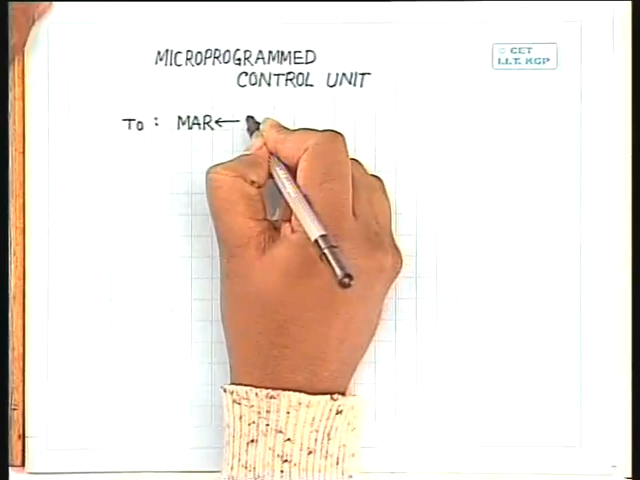 MICROPROGRAMMED
CONTROL UNIT
© CET
I.I.T. KGP
T0 : MAR←